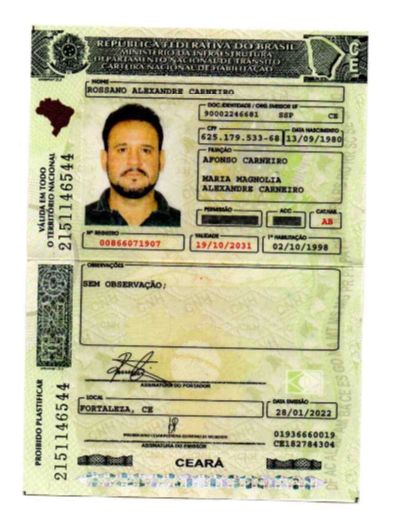 REPÚBLICA FEDERATIVA DO BRASIL
MINISTÉRIO DA INFRAESTRUTURA
DEPARTAMENTO NACIONAL DE TRÂNSITO
CARTEIRA NACIONAL DE HABILITAÇÃO
CE
NOME
ROSSANO ALEXANDRE CARNEIRO
DOC. IDENTIDADE / ORG EMISSOR UF
90002246681 SSP CE
CPF DATA NASCIMENTO
625.179.533-68 13/09/1980
FILIAÇÃO
AFONSO CARNEIRO
MARIA MAGNOLIA
ALEXANDRE CARNEIRO
PERMISSÃO ACC CAT.HAB
AB
Nº REGISTRO VALIDADE 1ª HABILITAÇÃO
00866071907 19/10/2031 02/10/1998
VÁLIDA EM TODO
O TERRITÓRIO NACIONAL
2151146544
OBSERVAÇÕES
SEM OBSERVAÇÃO;
ASSINATURA DO PORTADOR
LOCAL DATA EMISSÃO
FORTALEZA, CE 28/01/2022
01936660019
CE182784304
ASSINATURA DO EMISSOR
PROIBIDO PLASTIFICAR
2151146544
CEARÁ